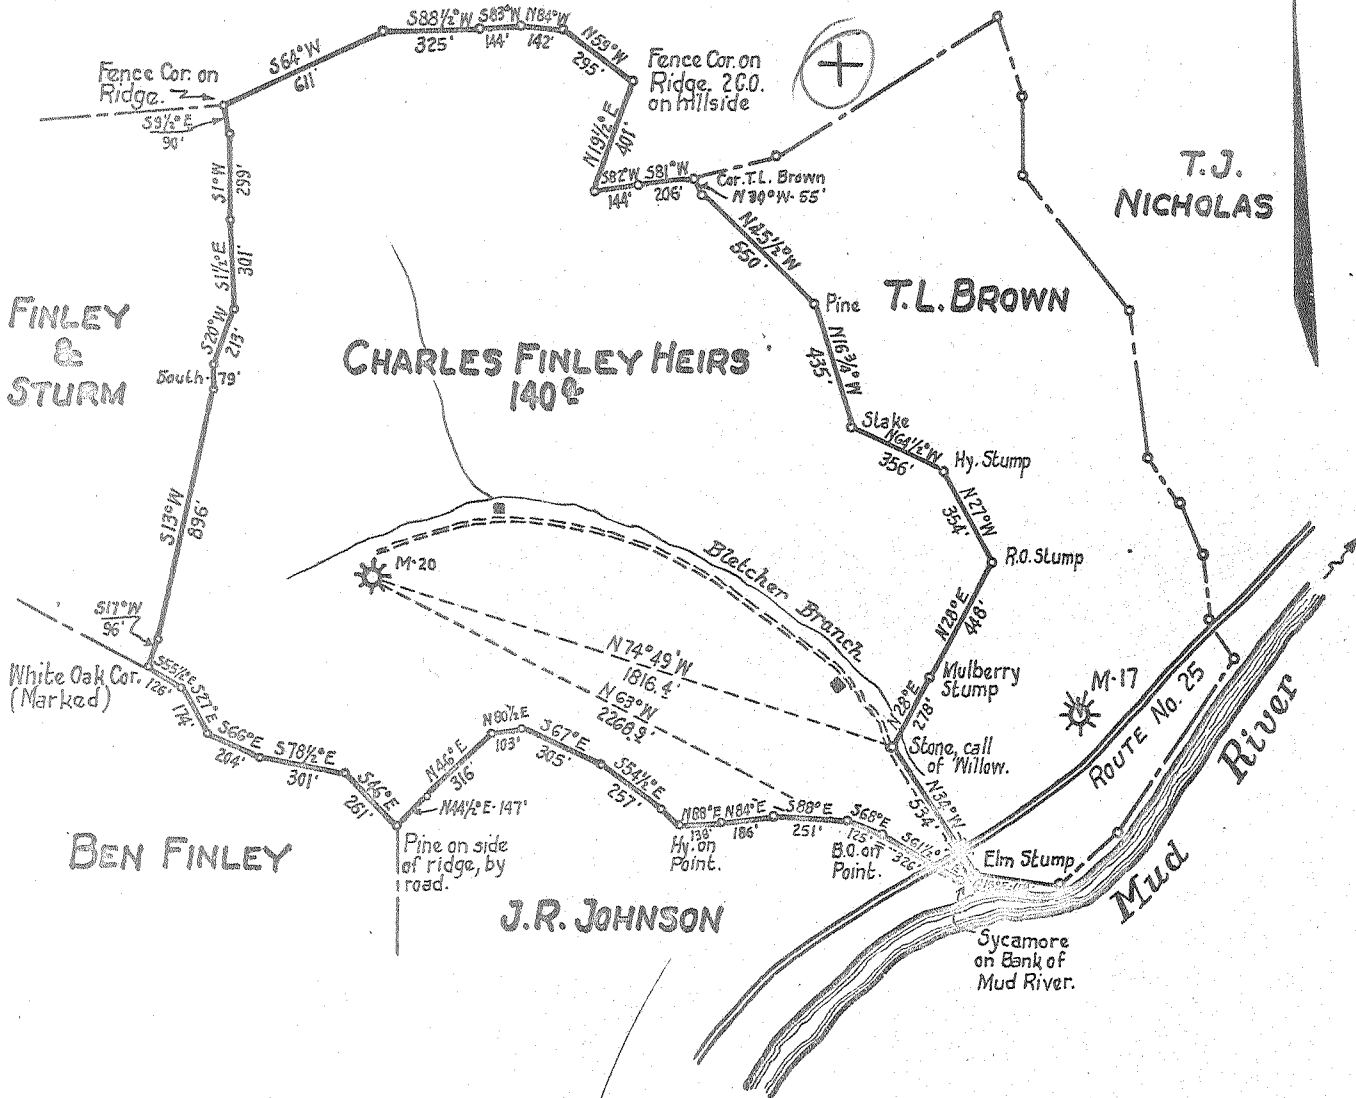 S88½°W
325'
S83°W
144'
N84°W
142'
N59°W
295'
S64°W
611'
Fence Cor. on
Ridge.
Fence Cor. on
Ridge. 2C.O.
on hillside
S9½°E
90'
N19½°E
401'
S82°W
144'
S81°W
206'
Cor. T.L. Brown
N30°W-55'
T.J.
NICHOLAS
S1°W
299'
N45½°W
550'
S1½°E
301'
Pine
T.L. BROWN
FINLEY
&
STURM
S20°W
213'
South-79'
CHARLES FINLEY HEIRS
140a
N16¾°W
435'
Stake
N64½°W
356'
Hy. Stump
N27°W
354'
S13°W
896'
R.O. Stump
M-20
Bletcher Branch
N28°E
448'
S17°W
96'
White Oak Cor.
(Marked)
N74°49'W
1816.4'
N63°W
2268.9'
Mulberry
Stump
N28°E
278'
M-17
Route No. 25
Stone, call
of Willow.
S55½°E
126'
S27°E
174'
S66°E
204'
S78½°E
301'
S46°E
261'
N44½°E-147'
N46°E
316'
N80½°E
103'
S67°E
305'
S54½°E
257'
N88°E
138'
N84°E
186'
S88°E
251'
S68°E
125'
S61½°E
326'
N34°W
534'
Elm Stump
Hy. on
Point.
B.O. on
Point.
Pine on side
of ridge, by
road.
BEN FINLEY
J.R. JOHNSON
Sycamore
on Bank of
Mud River.
Mud River